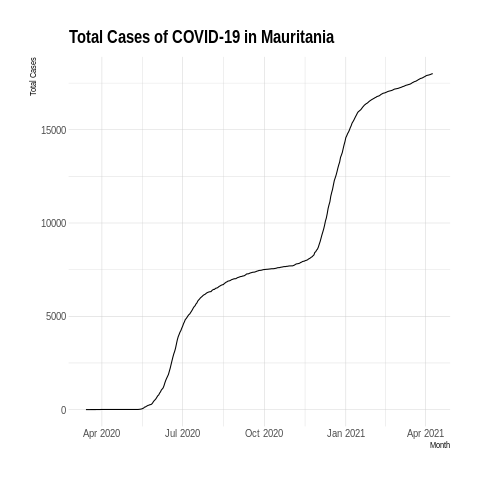 Total Cases of COVID-19 in Mauritania
Total Cases
15000
10000
5000
0
Apr 2020 Jul 2020 Oct 2020 Jan 2021 Apr 2021
Month